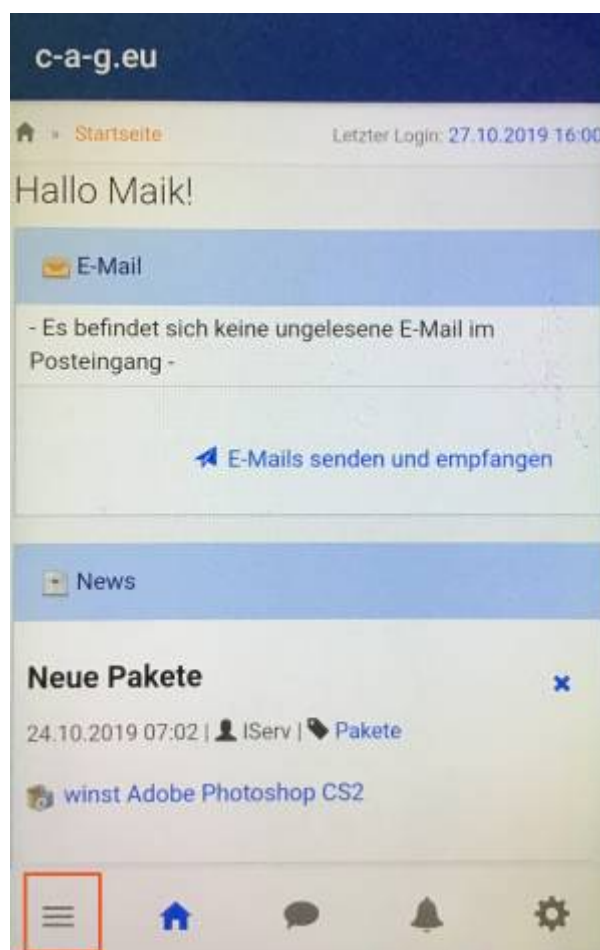 c-a-g.eu
» Startseite Letzter Login: 27.10.2019 16:00
Hallo Maik!
E-Mail
- Es befindet sich keine ungelesene E-Mail im
Posteingang -
E-Mails senden und empfangen
News
Neue Pakete
24.10.2019 07:02 | IServ | Pakete
winst Adobe Photoshop CS2